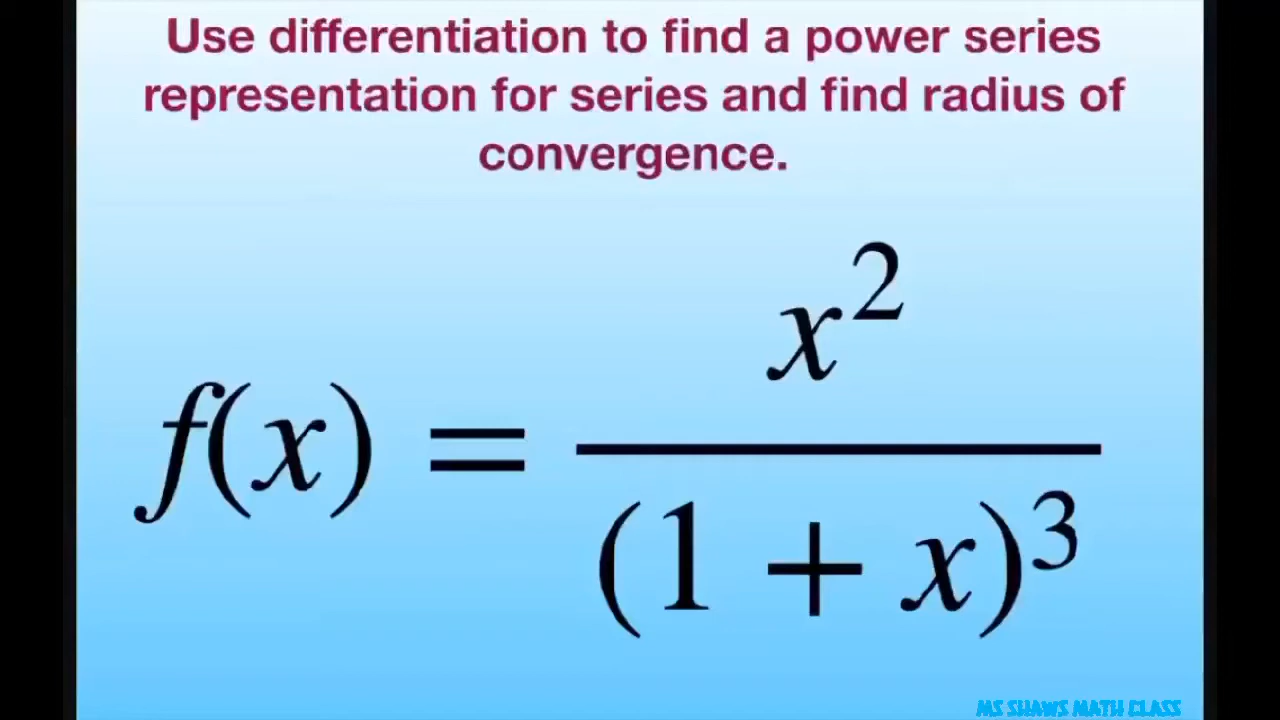 Use differentiation to find a power series
representation for series and find radius of
convergence.
f(x) = x²/(1 + x)³
MS SHAWS MATH CLASS